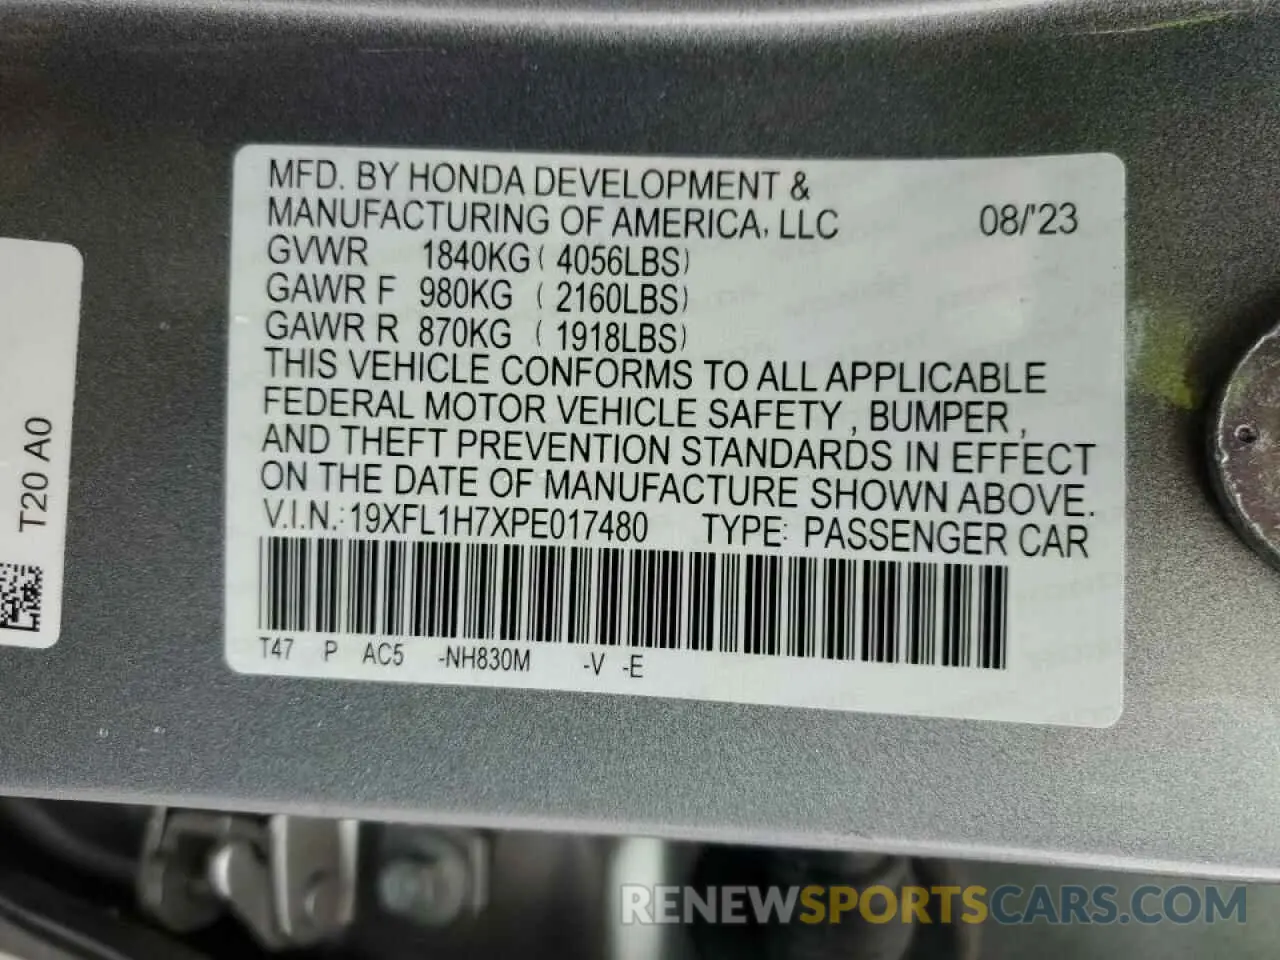 MFD. BY HONDA DEVELOPMENT &
MANUFACTURING OF AMERICA, LLC 08/'23
GVWR 1840KG ( 4056LBS)
GAWR F 980KG ( 2160LBS)
GAWR R 870KG ( 1918LBS)
THIS VEHICLE CONFORMS TO ALL APPLICABLE
FEDERAL MOTOR VEHICLE SAFETY , BUMPER ,
AND THEFT PREVENTION STANDARDS IN EFFECT
ON THE DATE OF MANUFACTURE SHOWN ABOVE.
V.I.N.: 19XFL1H7XPE017480 TYPE: PASSENGER CAR
T47 P AC5 -NH830M -V -E
T20 A0
RENEWSPORTSCARS.COM